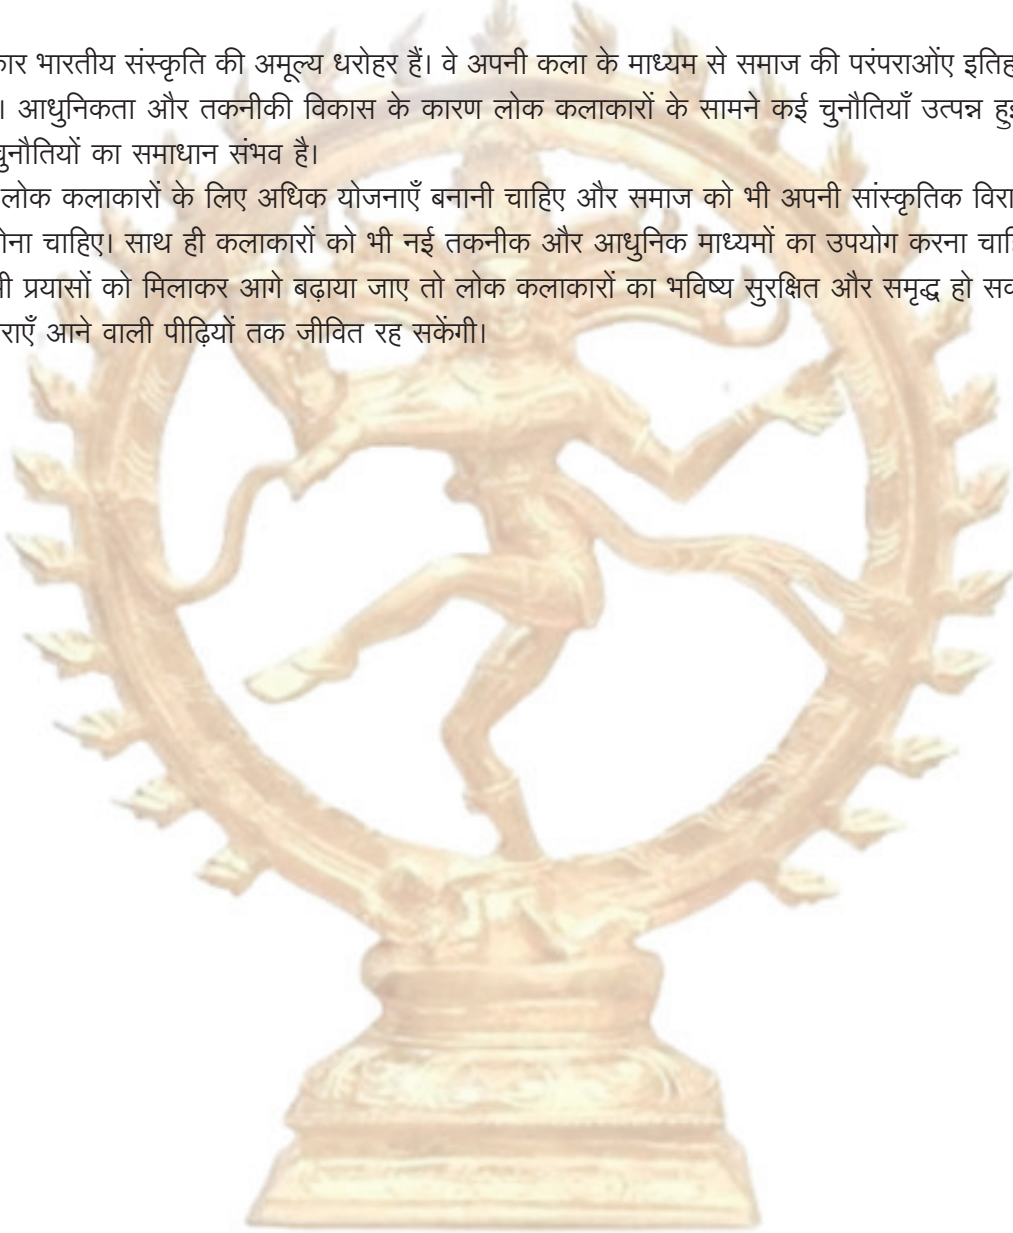 कार भारतीय संस्कृति की अमूल्य धरोहर हैं। वे अपनी कला के माध्यम से समाज की परंपराओंए इतिह
। आधुनिकता और तकनीकी विकास के कारण लोक कलाकारों के सामने कई चुनौतियाँ उत्पन्न हुई
चुनौतियों का समाधान संभव है।
लोक कलाकारों के लिए अधिक योजनाएँ बनानी चाहिए और समाज को भी अपनी सांस्कृतिक विरा
होना चाहिए। साथ ही कलाकारों को भी नई तकनीक और आधुनिक माध्यमों का उपयोग करना चाहि
भी प्रयासों को मिलाकर आगे बढ़ाया जाए तो लोक कलाकारों का भविष्य सुरक्षित और समृद्ध हो सक
राएँ आने वाली पीढ़ियों तक जीवित रह सकेंगी।